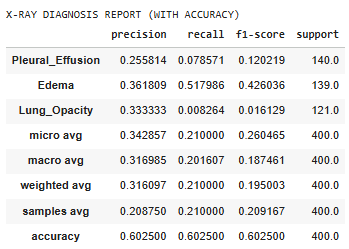 X-RAY DIAGNOSIS REPORT (WITH ACCURACY)
precision recall f1-score support
Pleural_Effusion 0.255814 0.078571 0.120219 140.0
Edema 0.361809 0.517986 0.426036 139.0
Lung_Opacity 0.333333 0.008264 0.016129 121.0
micro avg 0.342857 0.210000 0.260465 400.0
macro avg 0.316985 0.201607 0.187461 400.0
weighted avg 0.316097 0.210000 0.195003 400.0
samples avg 0.208750 0.210000 0.209167 400.0
accuracy 0.602500 0.602500 0.602500 400.0